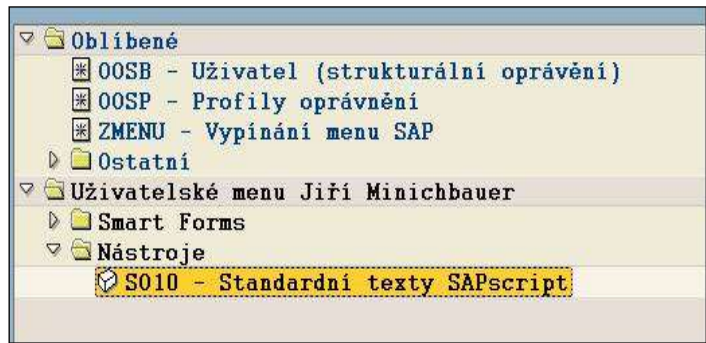 Oblíbené
OOSB - Uživatel (strukturální oprávění)
OOSP - Profily oprávnění
ZMENU - Vypínání menu SAP
Ostatní
Uživatelské menu Jiří Minichbauer
Smart Forms
Nástroje
SO10 - Standardní texty SAPscript